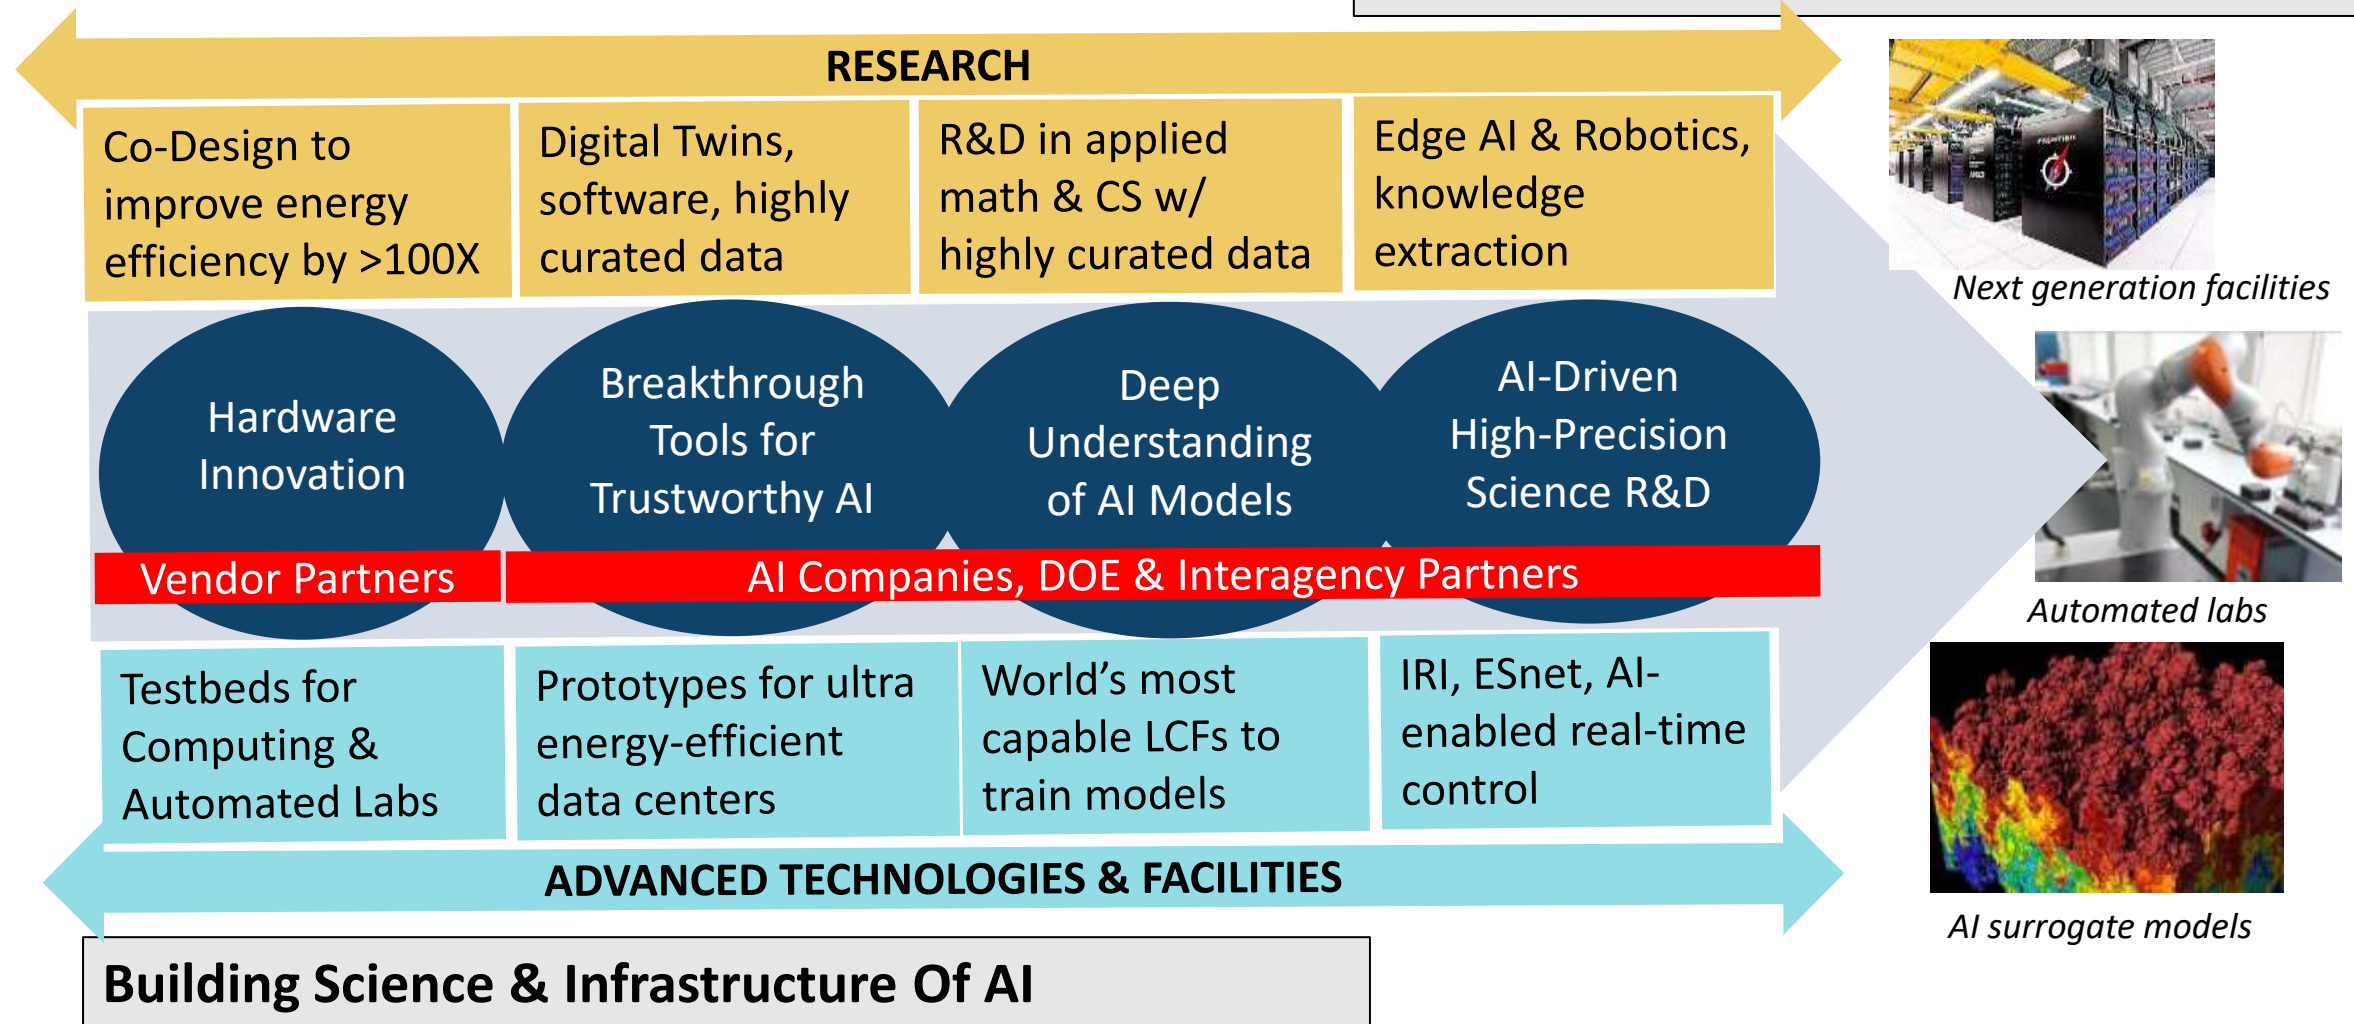 RESEARCH
Co-Design to
improve energy
efficiency by >100X
Digital Twins,
software, highly
curated data
R&D in applied
math & CS w/
highly curated data
Edge AI & Robotics,
knowledge
extraction
Hardware
Innovation
Breakthrough
Tools for
Trustworthy AI
Deep
Understanding
of AI Models
AI-Driven
High-Precision
Science R&D
Vendor Partners
AI Companies, DOE & Interagency Partners
Testbeds for
Computing &
Automated Labs
Prototypes for ultra
energy-efficient
data centers
World’s most
capable LCFs to
train models
IRI, ESnet, AI-
enabled real-time
control
ADVANCED TECHNOLOGIES & FACILITIES
Building Science & Infrastructure Of AI
Next generation facilities
Automated labs
AI surrogate models